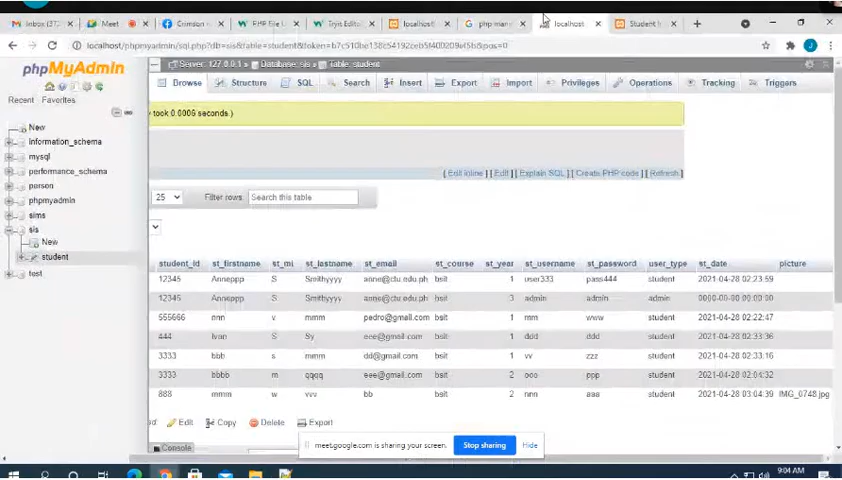 Inbox (372) Meet Crimson PHP File U Tryit Edito localhost php man localhost Student I
localhost/phpmyadmin/sql.php?db=sis&table=student&token=b7c510be138c54192ceb5f400209c5d6&pos=0
phpMyAdmin
Server: 127.0.0.1 Database: sis Table: student
Browse Structure SQL Search Insert Export Import Privileges Operations Tracking Triggers
Recent Favorites
took 0.0006 seconds.)
New
information_schema
mysql
performance_schema
person
phpmyadmin
sims
sis
New
student
test
[ Edit inline ] [ Edit ] [ Explain SQL ] [ Create PHP code ] [ Refresh ]
25 Filter rows: Search this table
student_id st_firstname st_mi st_lastname st_email st_course st_year st_username st_password user_type st_date picture
12345 Anneppp S Smithyyyy anne@ctu.edu.ph bsit 1 user333 pass444 student 2021-04-28 02:23:59
12345 Anneppp S Smithyyyy anne@ctu.edu.ph bsit 3 admin admin admin 0000-00-00 00:00:00
555666 nnn v mmm pedro@gmail.com bsit 1 mm www student 2021-04-28 02:22:47
444 Ivan S Sy eee@gmail.com bsit 1 ddd ddd student 2021-04-28 02:33:36
3333 bbb s mmm dd@gmail.com bsit 1 vv zzz student 2021-04-28 02:33:16
3333 bbbb m qqqq eee@gmail.com bsit 2 ooo ppp student 2021-04-28 02:04:32
888 mmm w vvv bb bsit 2 nnn aaa student 2021-04-28 03:04:39 IMG_0748.jpg
Edit Copy Delete Export
Console
meet.google.com is sharing your screen. Stop sharing Hide
9:04 AM